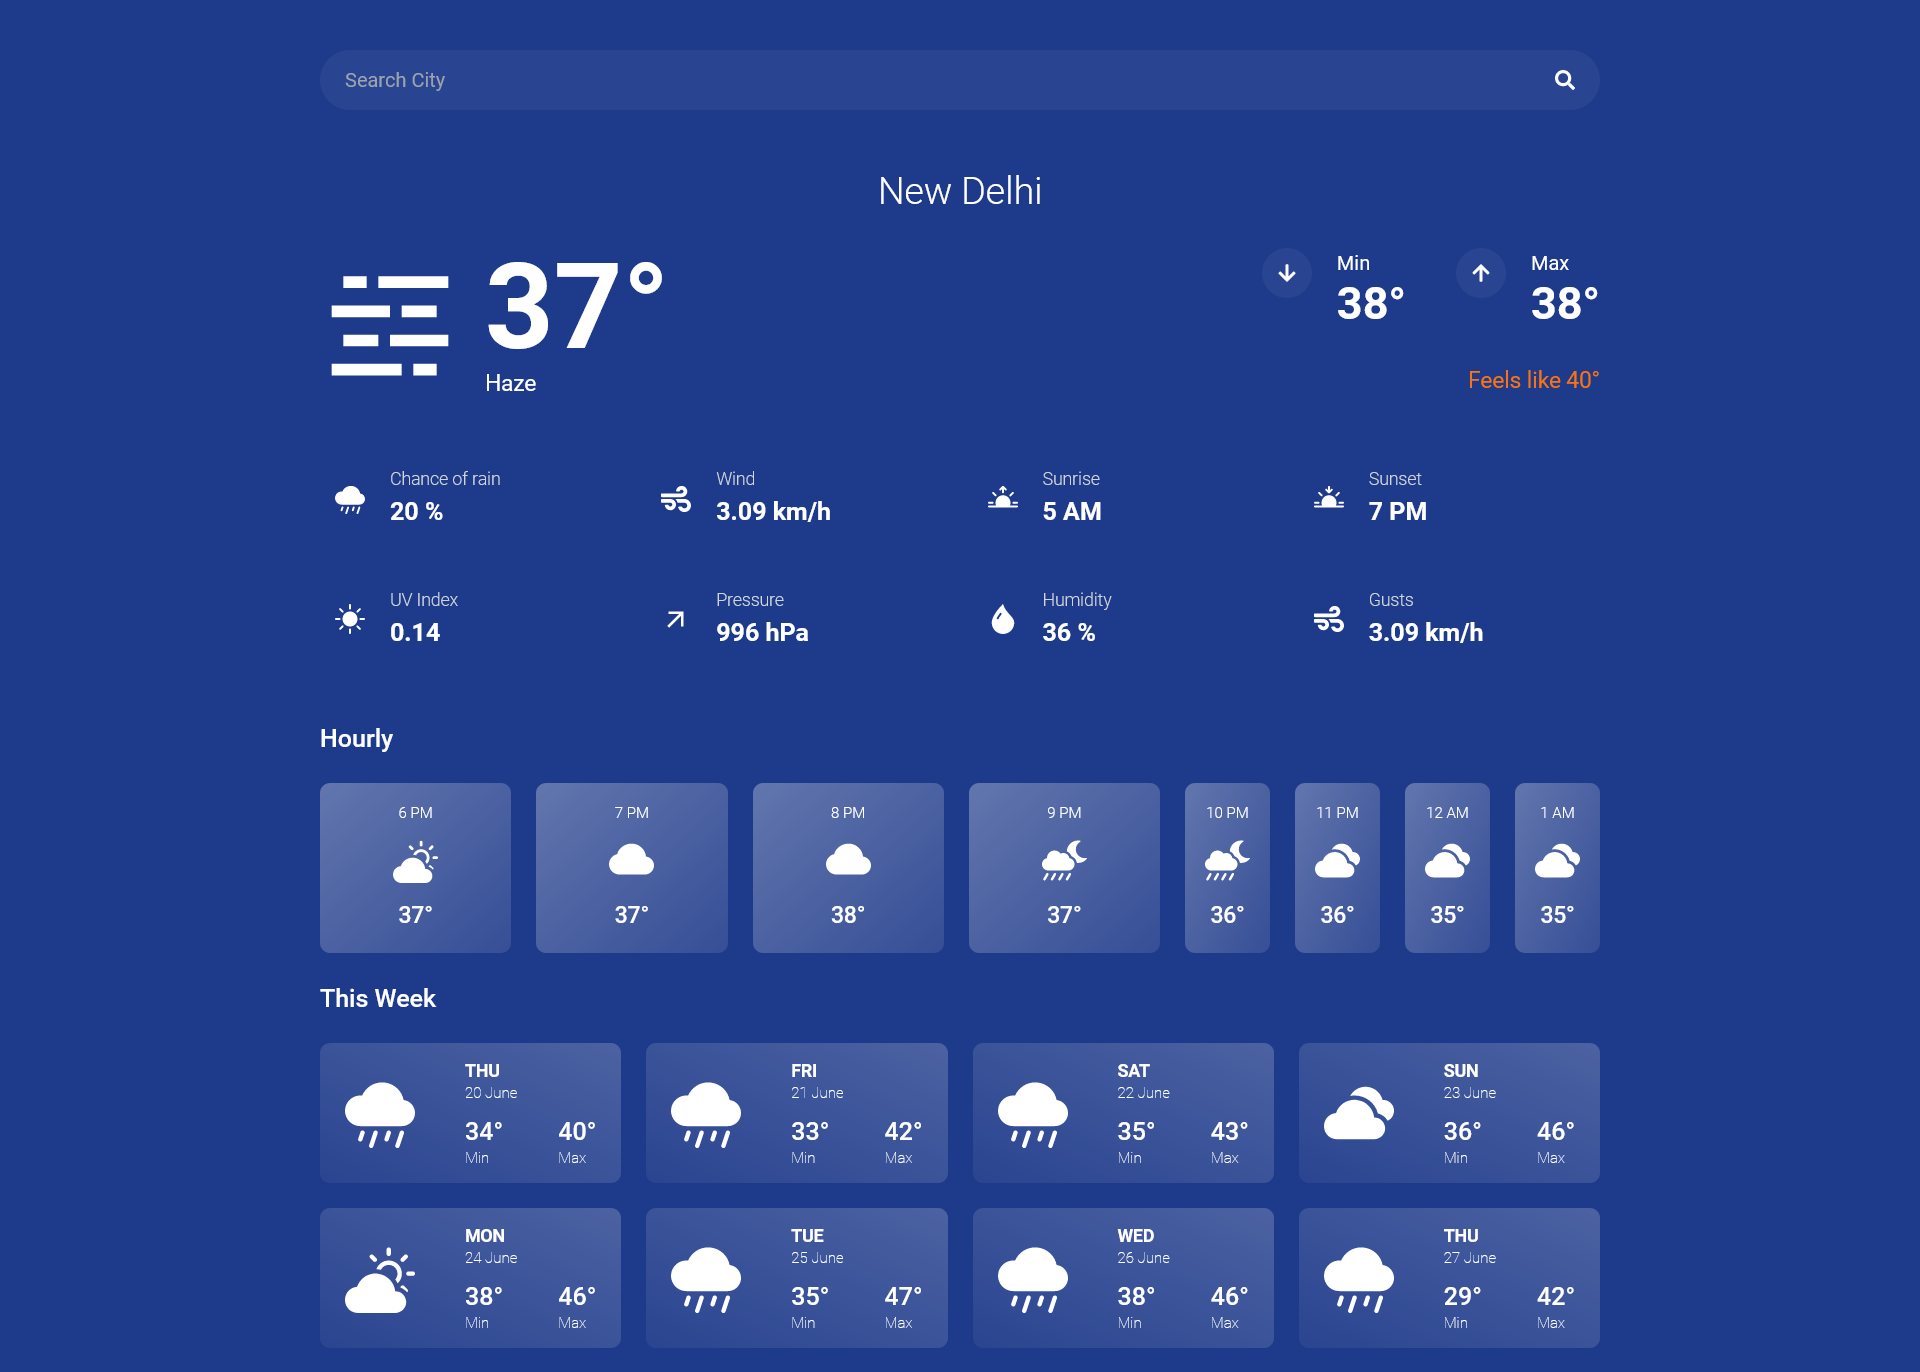 Search City
New Delhi
37°
Haze
Min
38°
Max
38°
Feels like 40°
Chance of rain
20 %
Wind
3.09 km/h
Sunrise
5 AM
Sunset
7 PM
UV Index
0.14
Pressure
996 hPa
Humidity
36 %
Gusts
3.09 km/h
Hourly
6 PM
37°
7 PM
37°
8 PM
38°
9 PM
37°
10 PM
36°
11 PM
36°
12 AM
35°
1 AM
35°
This Week
THU
20 June
34° 40°
Min Max
FRI
21 June
33° 42°
Min Max
SAT
22 June
35° 43°
Min Max
SUN
23 June
36° 46°
Min Max
MON
24 June
38° 46°
Min Max
TUE
25 June
35° 47°
Min Max
WED
26 June
38° 46°
Min Max
THU
27 June
29° 42°
Min Max